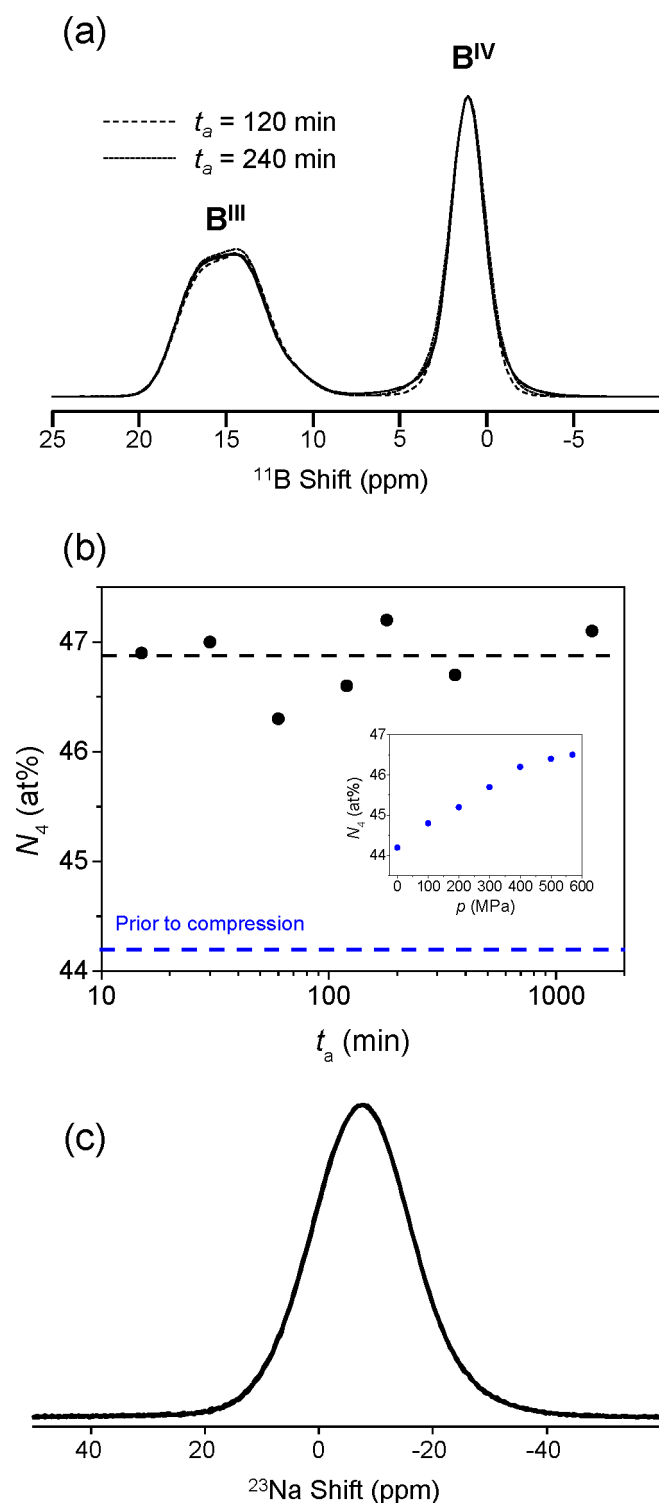 (a)
B^IV
t_a = 120 min
t_a = 240 min
B^III
25 20 15 10 5 0 -5
¹¹B Shift (ppm)
(b)
47
46
45
44
N₄ (at%)
47
46
45
44
N₄ (at%)
0 100 200 300 400 500 600
p (MPa)
Prior to compression
10 100 1000
t_a (min)
(c)
40 20 0 -20 -40
²³Na Shift (ppm)